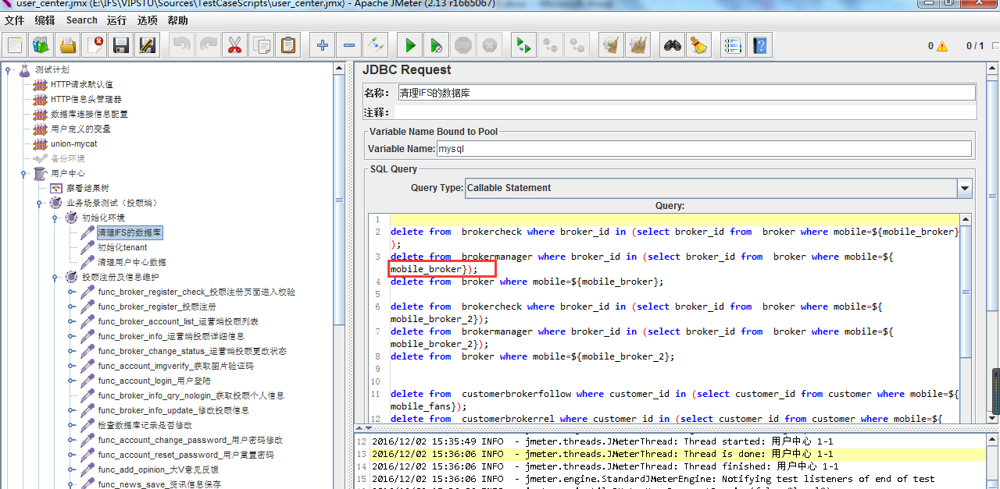 user_center.jmx (E:\IFS\VIPSTU\Sources\TestCaseScripts\user_center.jmx) - Apache JMeter (2.13 r1665067)
文件 编辑 Search 运行 选项 帮助
0 0 / 1
测试计划
HTTP请求默认值
HTTP信息头管理器
数据库连接信息配置
用户定义的变量
union-mycat
备份环境
用户中心
察看结果树
业务场景测试（投顾端）
初始化环境
清理IFS的数据库
初始化tenant
清理用户中心数据
投顾注册及信息维护
func_broker_register_check_投顾注册页面进入校验
func_broker_register_投顾注册
func_broker_account_list_运营端投顾列表
func_broker_info_运营端投顾详细信息
func_broker_change_status_运营端投顾更改状态
func_account_imgverify_获取图片验证码
func_account_login_用户登陆
func_broker_info_qry_nologin_获取投顾个人信息
func_broker_info_update_修改投顾信息
检查数据库记录是否修改
func_account_change_password_用户密码修改
func_account_reset_password_用户重置密码
func_add_opinion_大V意见反馈
func_news_save_资讯信息保存
JDBC Request
名称： 清理IFS的数据库
注释：
Variable Name Bound to Pool
Variable Name: mysql
SQL Query
Query Type: Callable Statement
Query:
1
2 delete from  brokercheck where broker_id in (select broker_id from  broker where mobile=${mobile_broker}
);
3 delete from  brokermanager where broker_id in (select broker_id from  broker where mobile=${
mobile_broker});
4 delete from  broker where mobile=${mobile_broker};
5
6 delete from  brokercheck where broker_id in (select broker_id from  broker where mobile=${
mobile_broker_2});
7 delete from  brokermanager where broker_id in (select broker_id from  broker where mobile=${
mobile_broker_2});
8 delete from  broker where mobile=${mobile_broker_2};
9
10
11 delete from  customerbrokerfollow where customer_id in (select customer_id from customer where mobile=${
mobile_fans});
12 delete from  customerbrokerrel where customer_id in (select customer_id from customer where mobile=${
12 2016/12/02 15:35:49 INFO  - jmeter.threads.JMeterThread: Thread started: 用户中心 1-1
13 2016/12/02 15:36:06 INFO  - jmeter.threads.JMeterThread: Thread is done: 用户中心 1-1
14 2016/12/02 15:36:06 INFO  - jmeter.threads.JMeterThread: Thread finished: 用户中心 1-1
15 2016/12/02 15:36:06 INFO  - jmeter.engine.StandardJMeterEngine: Notifying test listeners of end of test